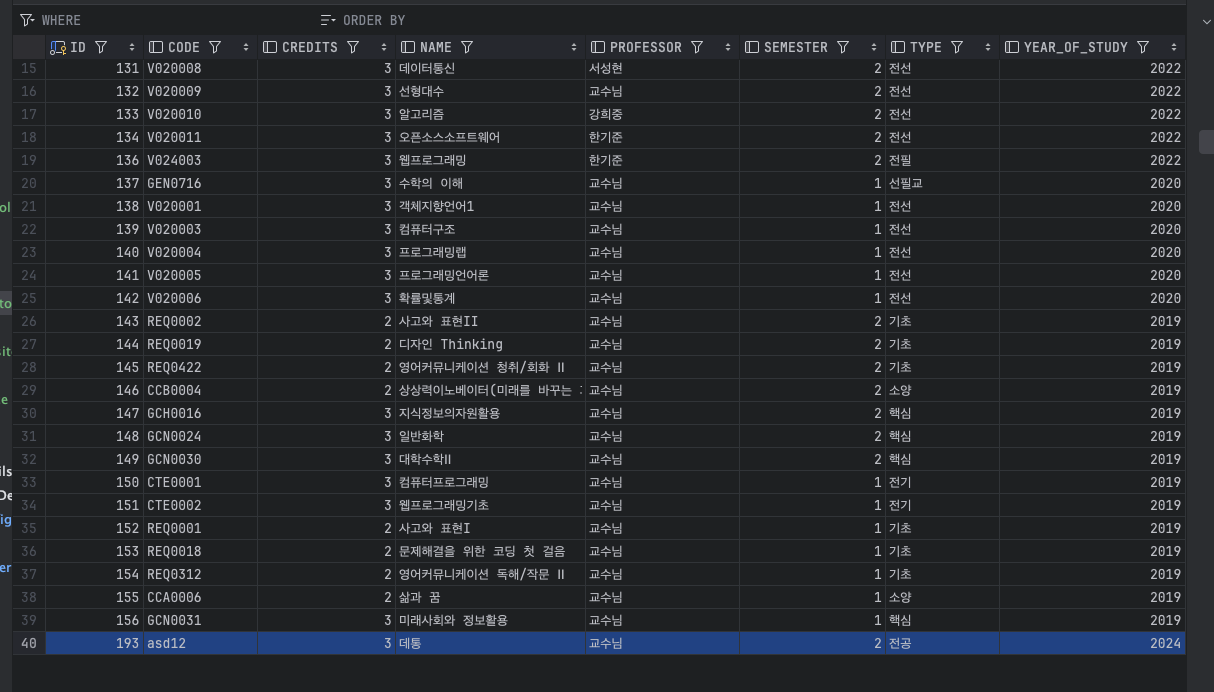 WHERE ORDER BY
ID CODE CREDITS NAME PROFESSOR SEMESTER TYPE YEAR_OF_STUDY
15 131 V020008 3 데이터통신 서성현 2 전선 2022
16 132 V020009 3 선형대수 교수님 2 전선 2022
17 133 V020010 3 알고리즘 강희중 2 전선 2022
18 134 V020011 3 오픈소스소프트웨어 한기준 2 전선 2022
19 136 V024003 3 웹프로그래밍 한기준 2 전필 2022
20 137 GEN0716 3 수학의 이해 교수님 1 선필교 2020
21 138 V020001 3 객체지향언어1 교수님 1 전선 2020
22 139 V020003 3 컴퓨터구조 교수님 1 전선 2020
23 140 V020004 3 프로그래밍랩 교수님 1 전선 2020
24 141 V020005 3 프로그래밍언어론 교수님 1 전선 2020
25 142 V020006 3 확률및통계 교수님 1 전선 2020
26 143 REQ0002 2 사고와 표현II 교수님 2 기초 2019
27 144 REQ0019 2 디자인 Thinking 교수님 2 기초 2019
28 145 REQ0422 2 영어커뮤니케이션 청취/회화 Ⅱ 교수님 2 기초 2019
29 146 CCB0004 2 상상력이노베이터(미래를 바꾸는 교수님 2 소양 2019
30 147 GCH0016 3 지식정보의자원활용 교수님 2 핵심 2019
31 148 GCN0024 3 일반화학 교수님 2 핵심 2019
32 149 GCN0030 3 대학수학Ⅱ 교수님 2 핵심 2019
33 150 CTE0001 3 컴퓨터프로그래밍 교수님 1 전기 2019
34 151 CTE0002 3 웹프로그래밍기초 교수님 1 전기 2019
35 152 REQ0001 2 사고와 표현I 교수님 1 기초 2019
36 153 REQ0018 2 문제해결을 위한 코딩 첫 걸음 교수님 1 기초 2019
37 154 REQ0312 2 영어커뮤니케이션 독해/작문 Ⅱ 교수님 1 기초 2019
38 155 CCA0006 2 삶과 꿈 교수님 1 소양 2019
39 156 GCN0031 3 미래사회와 정보활용 교수님 1 핵심 2019
40 193 asd12 3 데통 교수님 2 전공 2024